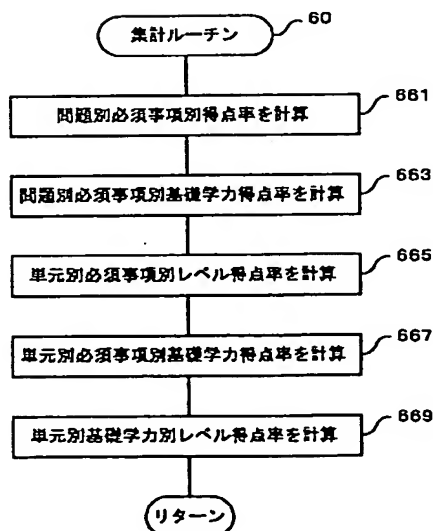 集計ルーチン
60
問題別必須事項別得点率を計算
661
問題別必須事項別基礎学力得点率を計算
663
単元別必須事項別レベル得点率を計算
665
単元別必須事項別基礎学力得点率を計算
667
単元別基礎学力別レベル得点率を計算
669
リターン